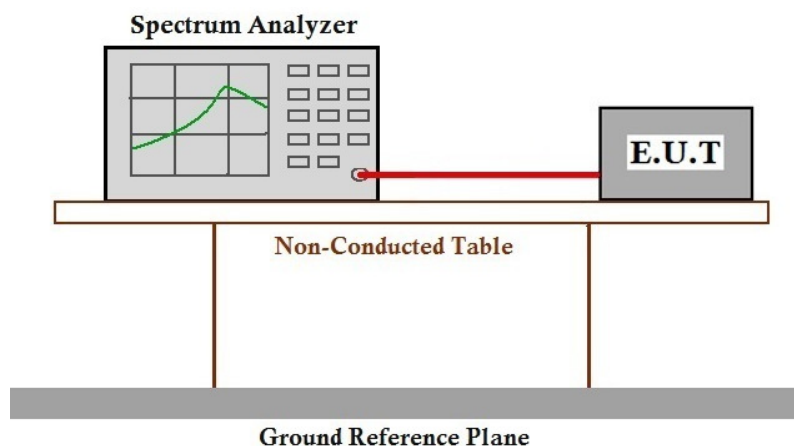 Spectrum Analyzer
E.U.T
Non-Conducted Table
Ground Reference Plane